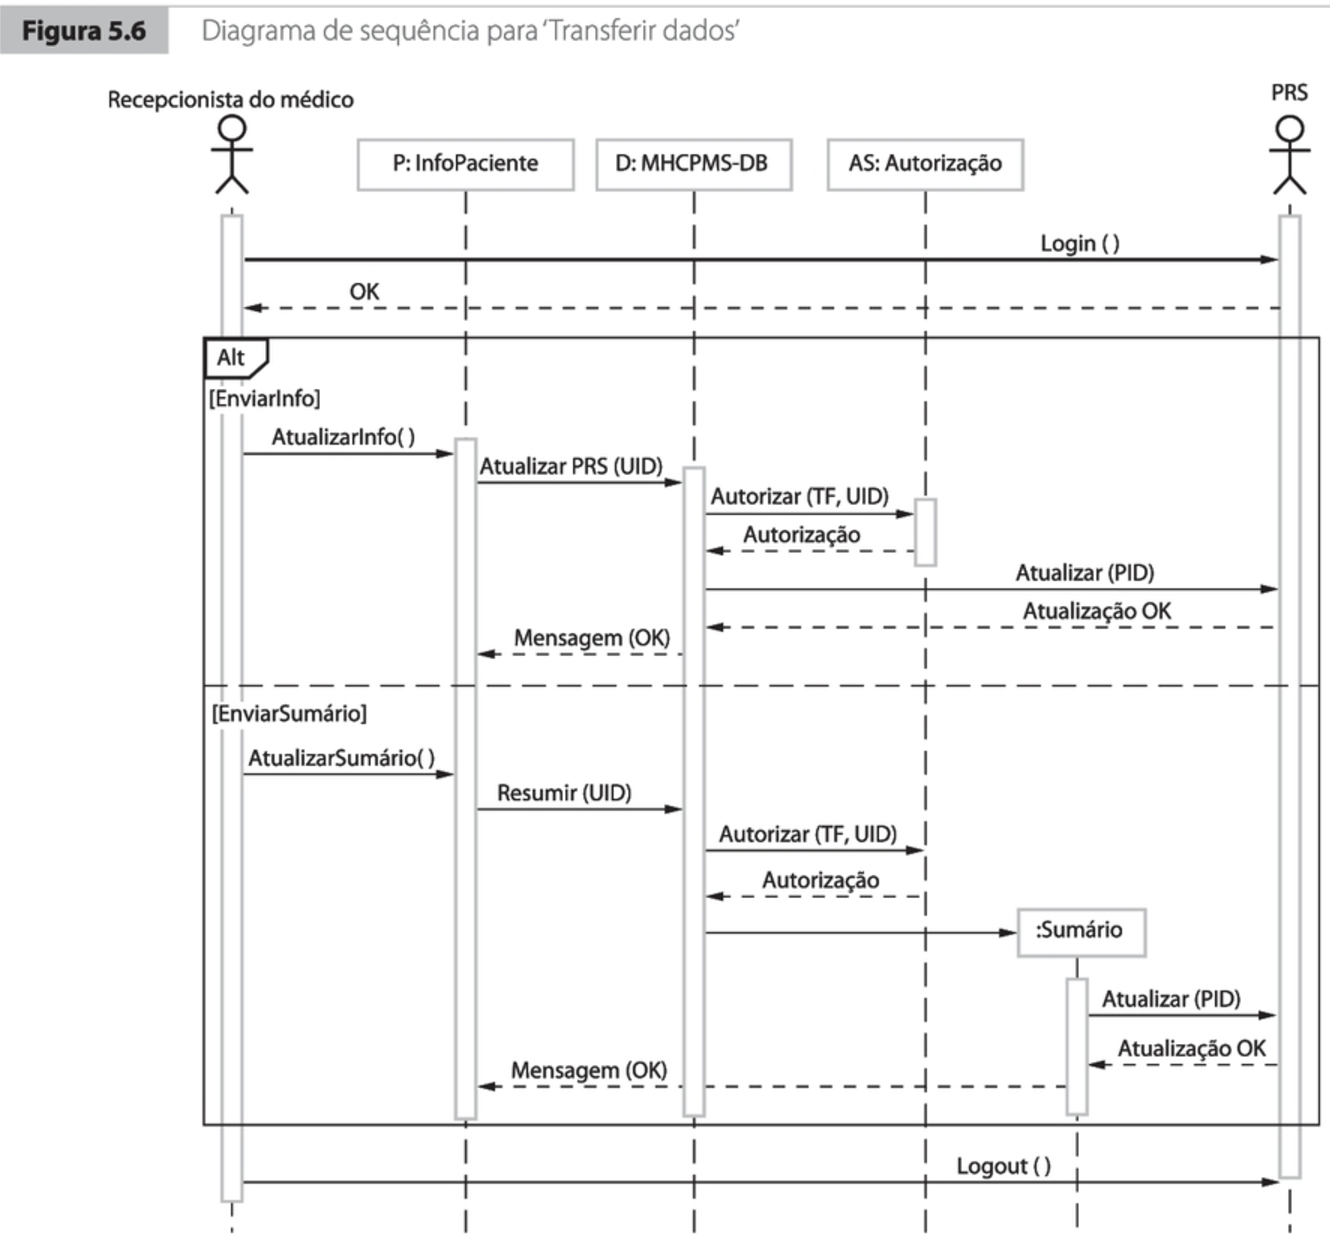 Figura 5.6 Diagrama de sequência para 'Transferir dados'
Recepcionista do médico
PRS
P: InfoPaciente
D: MHCPMS-DB
AS: Autorização
Login ( )
OK
Alt
[EnviarInfo]
AtualizarInfo( )
Atualizar PRS (UID)
Autorizar (TF, UID)
Autorização
Atualizar (PID)
Atualização OK
Mensagem (OK)
[EnviarSumário]
AtualizarSumário( )
Resumir (UID)
Autorizar (TF, UID)
Autorização
:Sumário
Atualizar (PID)
Atualização OK
Mensagem (OK)
Logout ( )